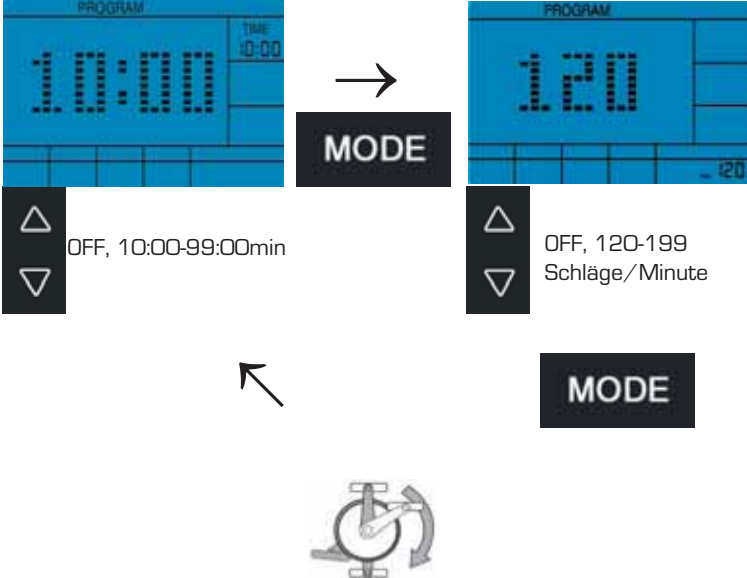 PROGRAM
TIME
10:00
10:00
MODE
PROGRAM
120
120
OFF, 10:00-99:00min
OFF, 120-199
Schläge/Minute
MODE